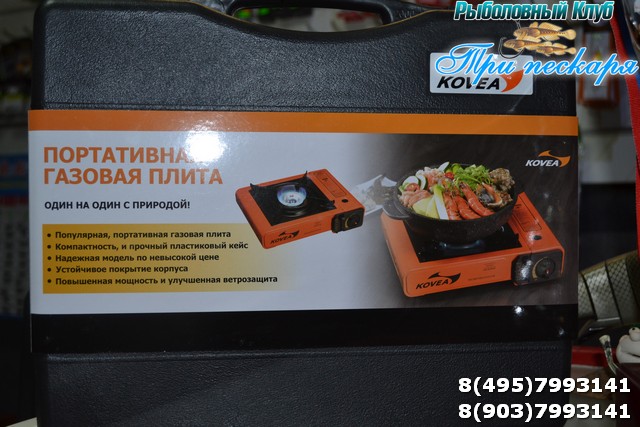 Рыболовный Клуб
Три пескаря
KOVEA
ПОРТАТИВНАЯ
ГАЗОВАЯ ПЛИТА
KOVEA
ОДИН НА ОДИН С ПРИРОДОЙ!
• Популярная, портативная газовая плита
• Компактность, и прочный пластиковый кейс
• Надежная модель по невысокой цене
• Устойчивое покрытие корпуса
• Повышенная мощность и улучшенная ветрозащита
KOVEA
8(495)7993141
8(903)7993141